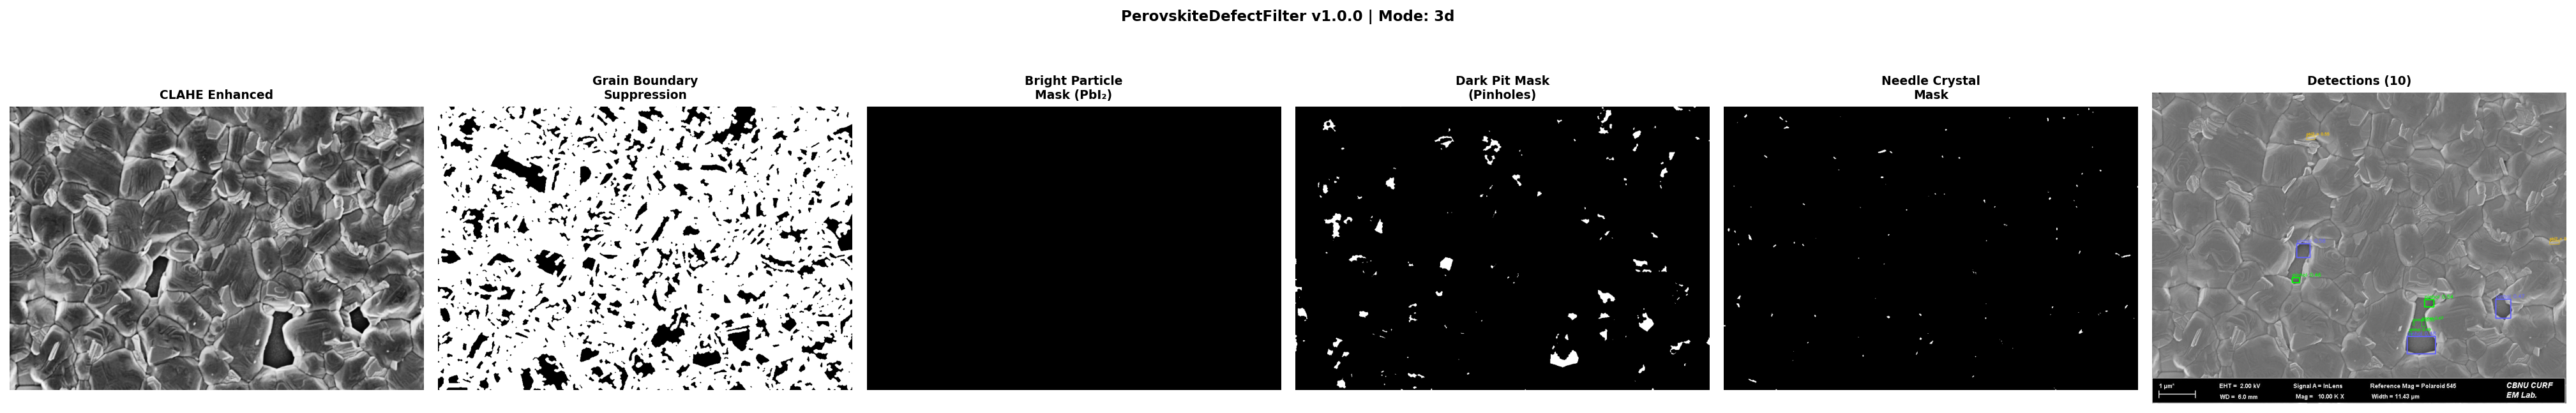 PerovskiteDefectFilter v1.0.0 | Mode: 3d
CLAHE Enhanced
Grain Boundary
Suppression
Bright Particle
Mask (PbI₂)
Dark Pit Mask
(Pinholes)
Needle Crystal
Mask
Detections (10)
1 µm*
EHT = 2.00 kV
Signal A = InLens
Reference Mag = Polaroid 545
CBNU CURF
WD = 6.0 mm
Mag = 10.00 K X
Width = 11.43 µm
EM Lab.